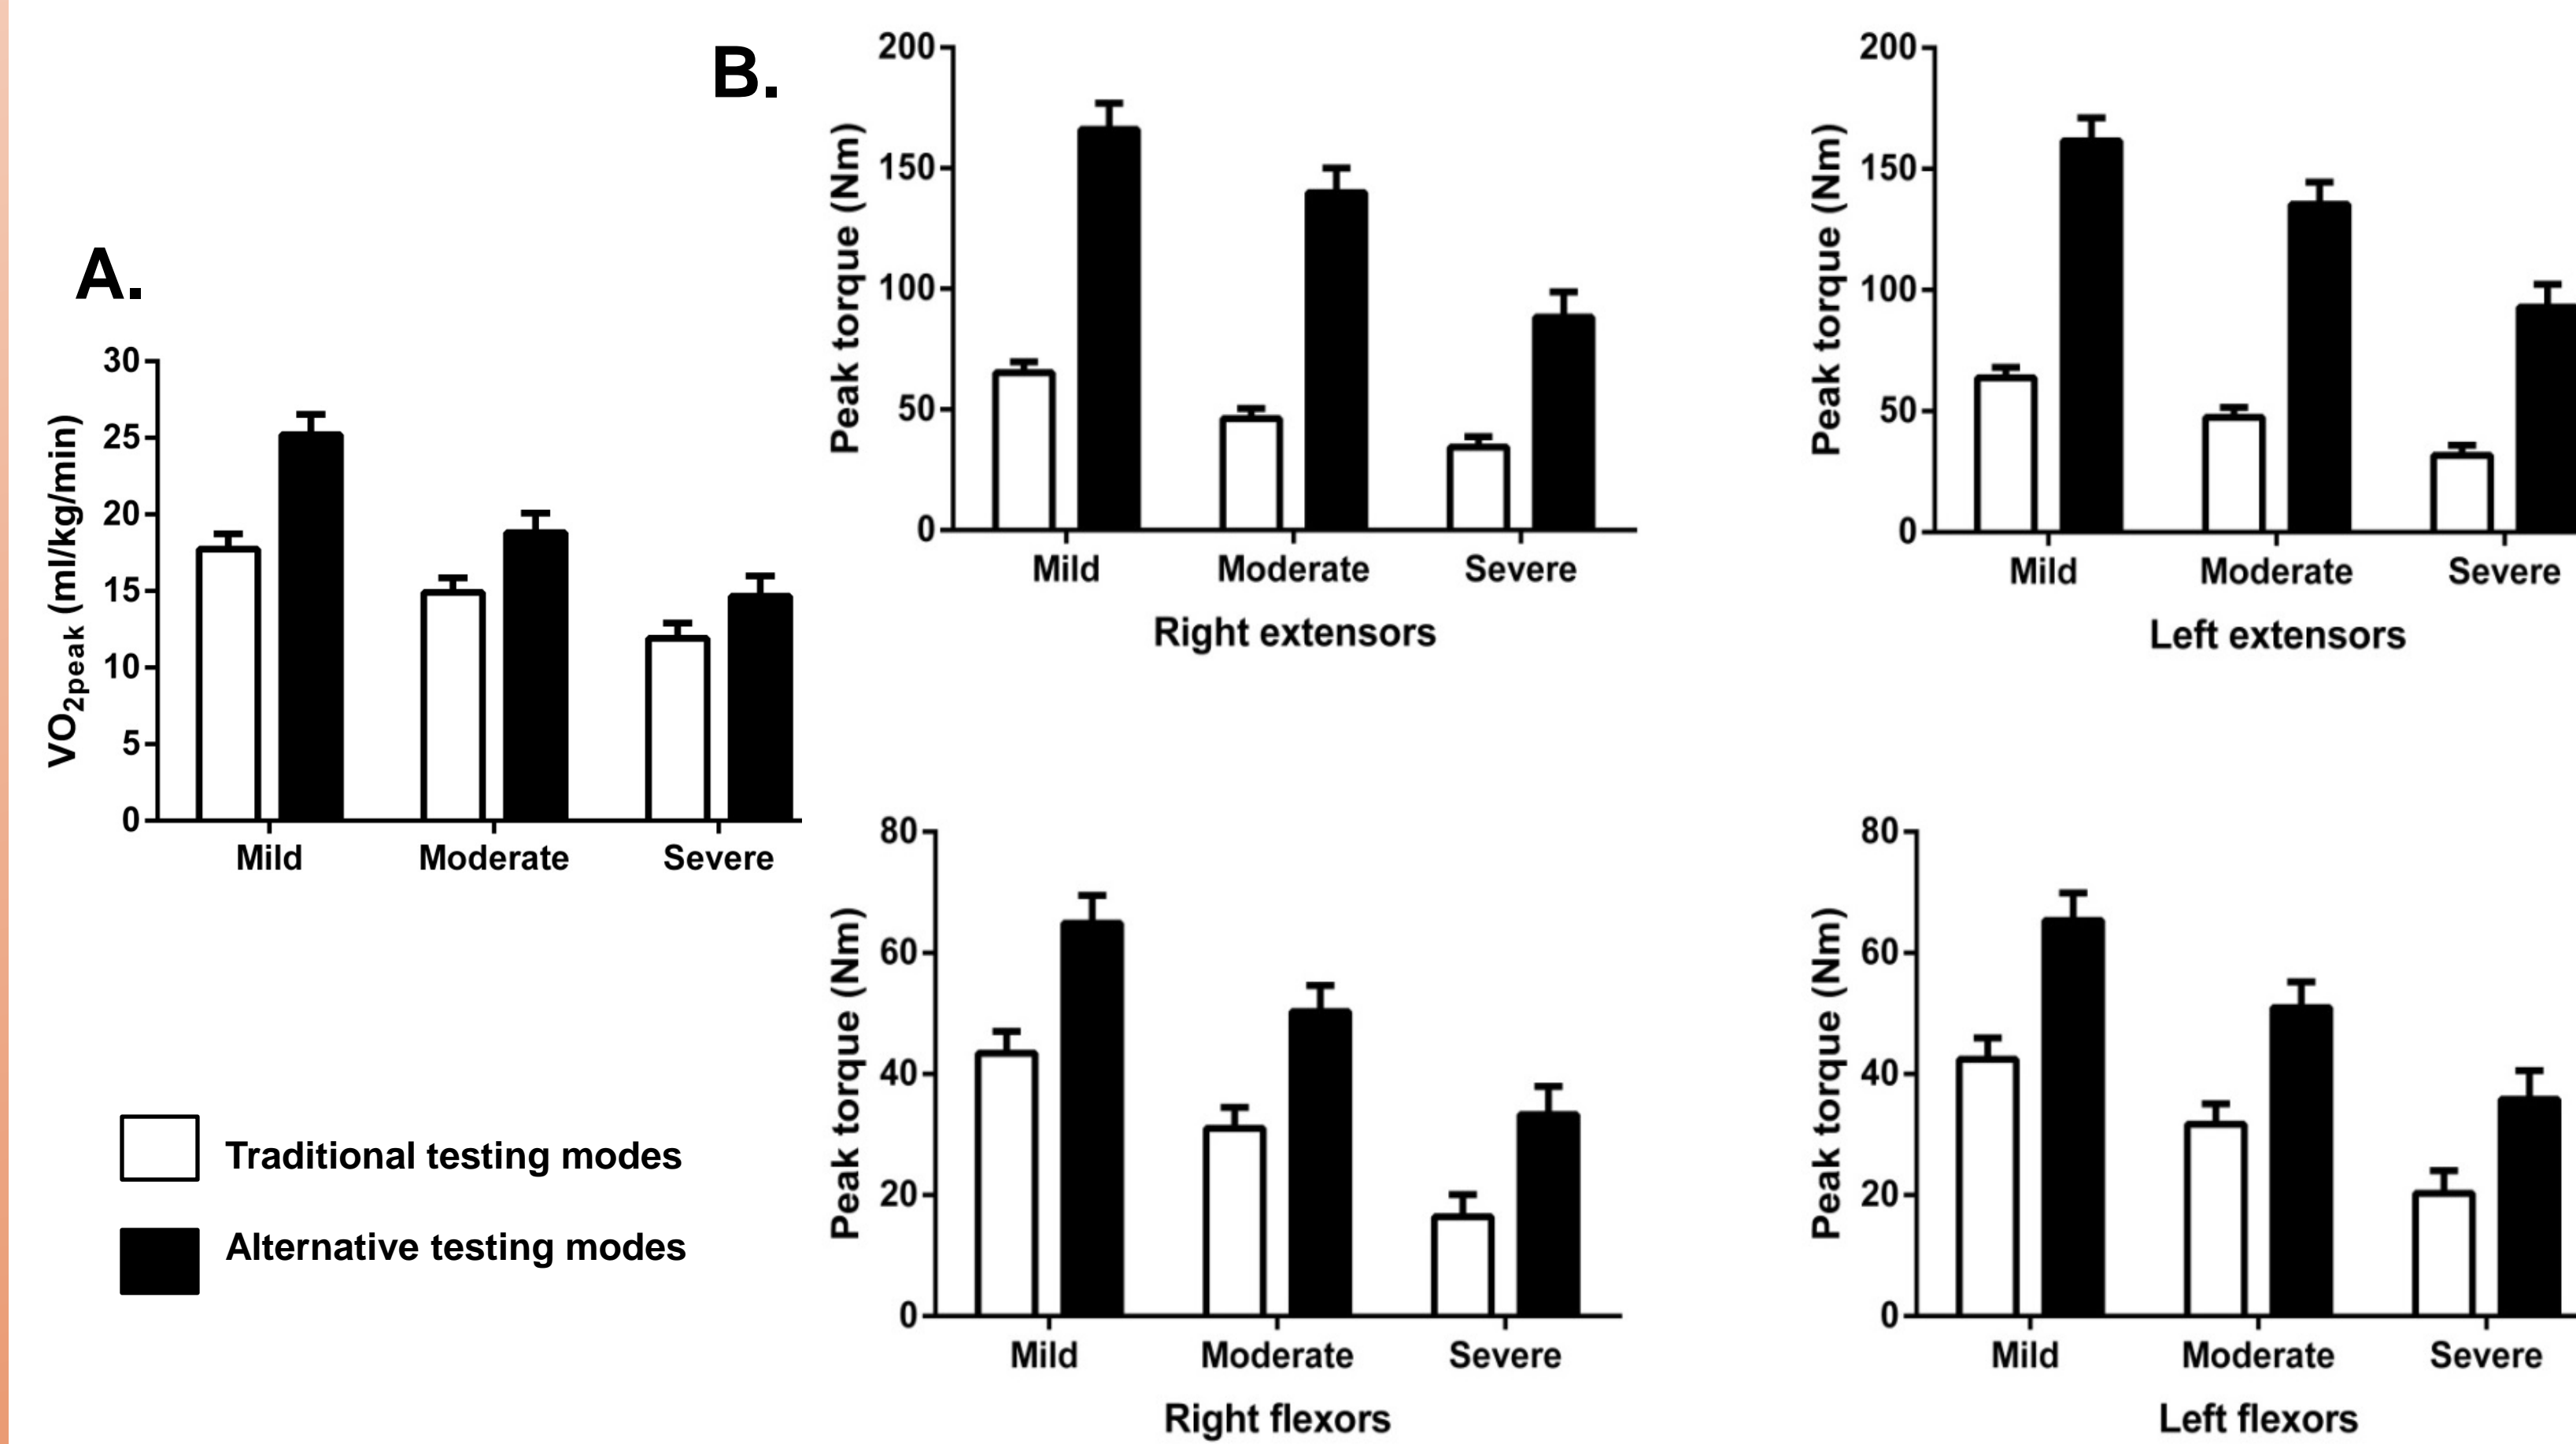 A.
VO2peak (ml/kg/min)
30
25
20
15
10
5
0
Mild Moderate Severe
Traditional testing modes
Alternative testing modes
B.
Peak torque (Nm)
200
150
100
50
0
Mild Moderate Severe
Right extensors
Peak torque (Nm)
200
150
100
50
0
Mild Moderate Severe
Left extensors
Peak torque (Nm)
80
60
40
20
0
Mild Moderate Severe
Right flexors
Peak torque (Nm)
80
60
40
20
0
Mild Moderate Severe
Left flexors